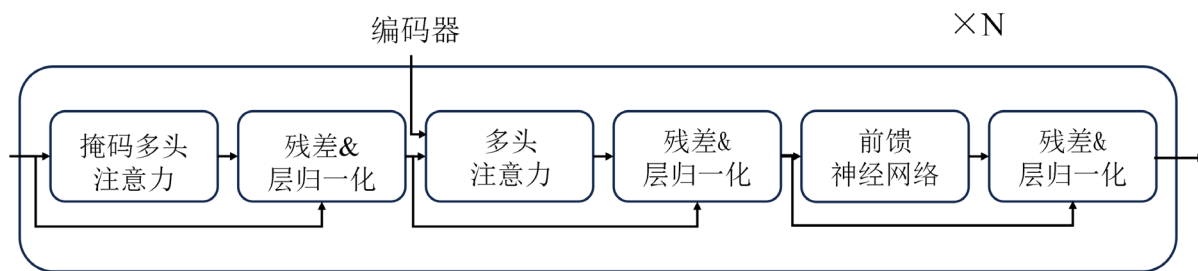 编码器
×N
掩码多头
注意力
残差&
层归一化
多头
注意力
残差&
层归一化
前馈
神经网络
残差&
层归一化